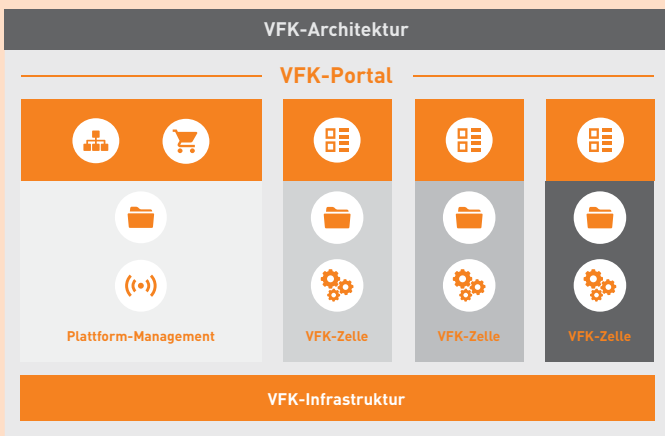 VFK-Architektur
VFK-Portal
Plattform-Management
VFK-Zelle
VFK-Zelle
VFK-Zelle
VFK-Infrastruktur